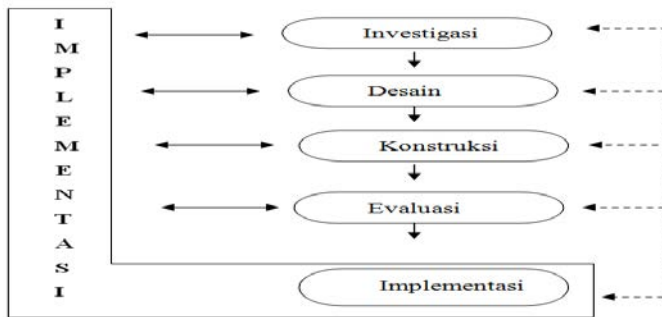 IMPLEMENTASI
Investigasi
Desain
Konstruksi
Evaluasi
Implementasi